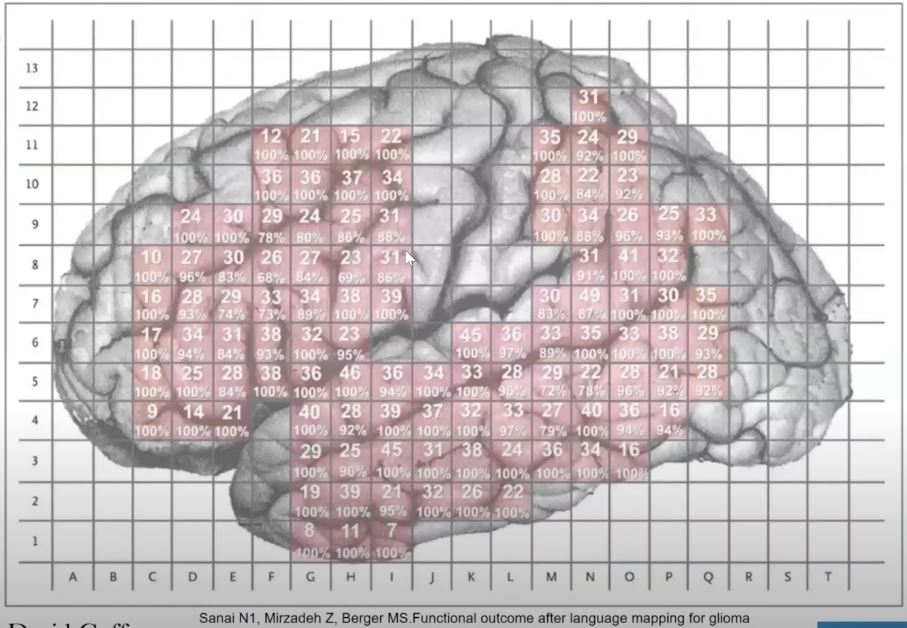 13
12 31
100%
11 12 21 15 22 35 24 29
100% 100% 100% 100% 100% 92% 100%
10 36 36 37 34 28 22 23
100% 100% 100% 100% 100% 84% 92%
9 24 30 29 24 25 31 30 34 26 25 33
100% 100% 78% 80% 86% 88% 100% 88% 96% 93% 100%
8 10 27 30 26 27 23 31 31 41 32
100% 96% 83% 68% 84% 69% 86% 91% 100% 100%
7 16 28 29 33 34 38 39 30 49 31 30 35
100% 93% 74% 73% 89% 100% 100% 83% 87% 100% 100% 100%
6 17 34 31 38 32 23 45 36 33 35 33 38 29
100% 94% 84% 93% 100% 95% 100% 97% 89% 100% 100% 100% 93%
5 18 25 28 38 36 46 36 34 33 28 29 22 28 21 28
100% 100% 84% 100% 100% 100% 94% 100% 100% 96% 72% 78% 96% 92% 92%
4 9 14 21 40 28 39 37 32 33 27 40 36 16
100% 100% 100% 100% 92% 100% 100% 100% 97% 79% 100% 94% 94%
3 29 25 45 31 38 24 36 34 16
100% 96% 100% 100% 100% 100% 100% 100% 100%
2 19 39 21 32 26 22
100% 100% 95% 100% 100% 100%
1 8 11 7
100% 100% 100%
A B C D E F G H I J K L M N O P Q R S T
Sanai N1, Mirzadeh Z, Berger MS.Functional outcome after language mapping for glioma